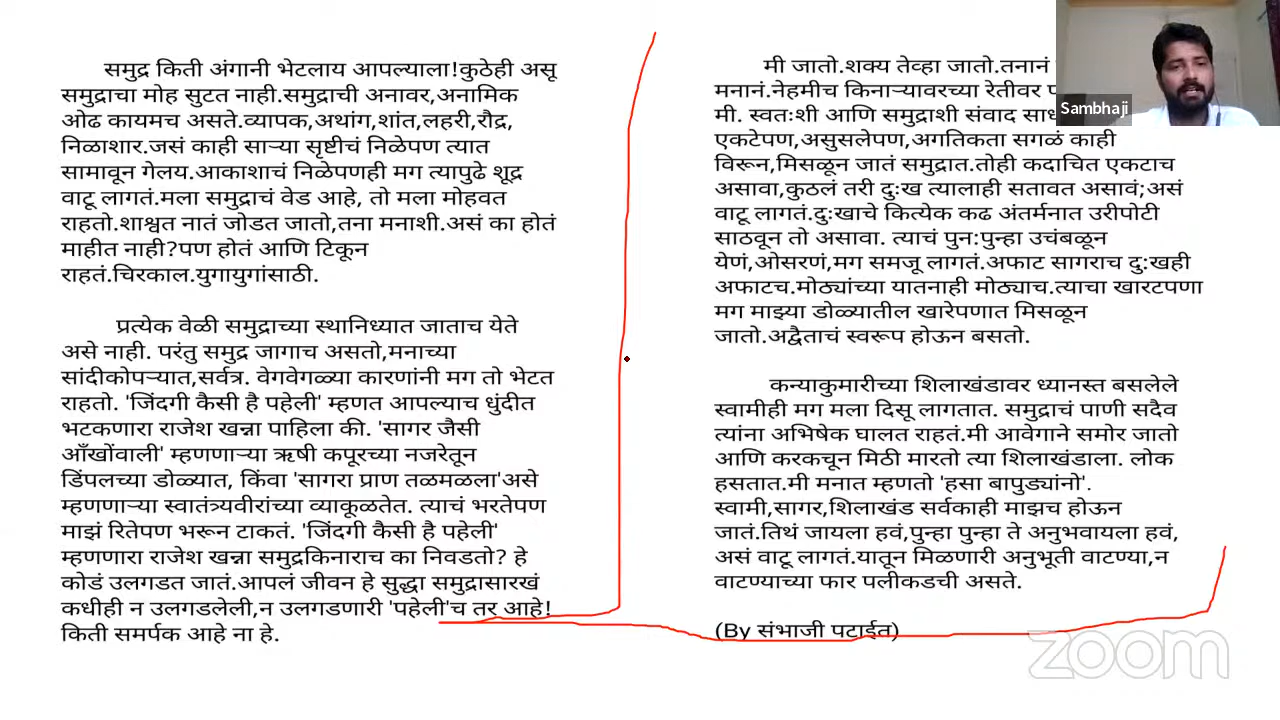 समुद्र किती अंगानी भेटलाय आपल्याला!कुठेही असू
समुद्राचा मोह सुटत नाही.समुद्राची अनावर,अनामिक
ओढ कायमच असते.व्यापक,अथांग,शांत,लहरी,रौद्र,
निळाशार.जसं काही साऱ्या सृष्टीचं निळेपण त्यात
सामावून गेलय.आकाशाचं निळेपणही मग त्यापुढे शूद्र
वाटू लागतं.मला समुद्राचं वेड आहे, तो मला मोहवत
राहतो.शाश्वत नातं जोडत जातो,तना मनाशी.असं का होतं
माहीत नाही?पण होतं आणि टिकून
राहतं.चिरकाल.युगायुगांसाठी.
प्रत्येक वेळी समुद्राच्या स्थानिध्यात जाताच येते
असे नाही. परंतु समुद्र जागाच असतो,मनाच्या
सांदीकोपऱ्यात,सर्वत्र. वेगवेगळ्या कारणांनी मग तो भेटत
राहतो. 'जिंदगी कैसी है पहेली' म्हणत आपल्याच धुंदीत
भटकणारा राजेश खन्ना पाहिला की. 'सागर जैसी
आँखोंवाली' म्हणणाऱ्या ऋषी कपूरच्या नजरेतून
डिंपलच्या डोळ्यात, किंवा 'सागरा प्राण तळमळला'असे
म्हणणाऱ्या स्वातंत्र्यवीरांच्या व्याकूळतेत. त्याचं भरतेपण
माझं रितेपण भरून टाकतं. 'जिंदगी कैसी है पहेली'
म्हणणारा राजेश खन्ना समुद्रकिनाराच का निवडतो? हे
कोडं उलगडत जातं.आपलं जीवन हे सुद्धा समुद्रासारखं
कधीही न उलगडलेली,न उलगडणारी 'पहेली'च तर आहे!
किती समर्पक आहे ना हे.
मी जातो.शक्य तेव्हा जातो.तनानं
मनानं.नेहमीच किनाऱ्यावरच्या रेतीवर
मी. स्वतःशी आणि समुद्राशी संवाद
एकटेपण,असुसलेपण,अगतिकता सगळं काही
विरून,मिसळून जातं समुद्रात.तोही कदाचित एकटाच
असावा,कुठलं तरी दुःख त्यालाही सतावत असावं;असं
वाटू लागतं.दुःखाचे कित्येक कढ अंतर्मनात उरीपोटी
साठवून तो असावा. त्याचं पुन:पुन्हा उचंबळून
येणं,ओसरणं,मग समजू लागतं.अफाट सागराच दु:खही
अफाटच.मोठ्यांच्या यातनाही मोठ्याच.त्याचा खारटपणा
मग माझ्या डोळ्यातील खारेपणात मिसळून
जातो.अद्वैताचं स्वरूप होऊन बसतो.
कन्याकुमारीच्या शिलाखंडावर ध्यानस्त बसलेले
स्वामीही मग मला दिसू लागतात. समुद्राचं पाणी सदैव
त्यांना अभिषेक घालत राहतं.मी आवेगाने समोर जातो
आणि करकचून मिठी मारतो त्या शिलाखंडाला. लोक
हसतात.मी मनात म्हणतो 'हसा बापुड्यांनो'.
स्वामी,सागर,शिलाखंड सर्वकाही माझच होऊन
जातं.तिथं जायला हवं,पुन्हा पुन्हा ते अनुभवायला हवं,
असं वाटू लागतं.यातून मिळणारी अनुभूती वाटण्या,न
वाटण्याच्या फार पलीकडची असते.
(By संभाजी पटाईत)
Sambhaji
zoom